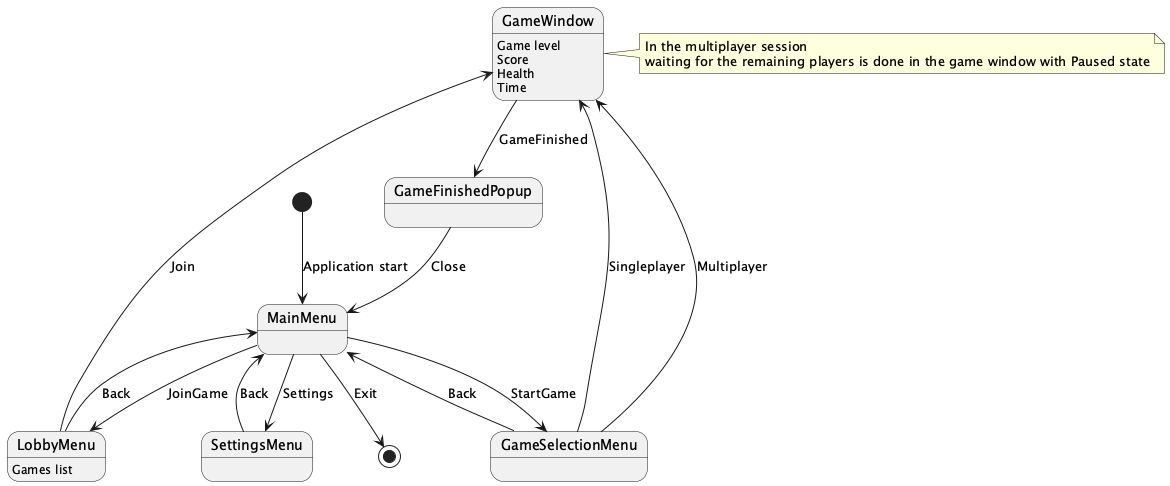 GameWindow
Game level
Score
Health
Time
In the multiplayer session
waiting for the remaining players is done in the game window with Paused state
GameFinished
GameFinishedPopup
Join
Application start
Close
Singleplayer
Multiplayer
MainMenu
Back
JoinGame
Back
Settings
Exit
Back
StartGame
LobbyMenu
Games list
SettingsMenu
GameSelectionMenu